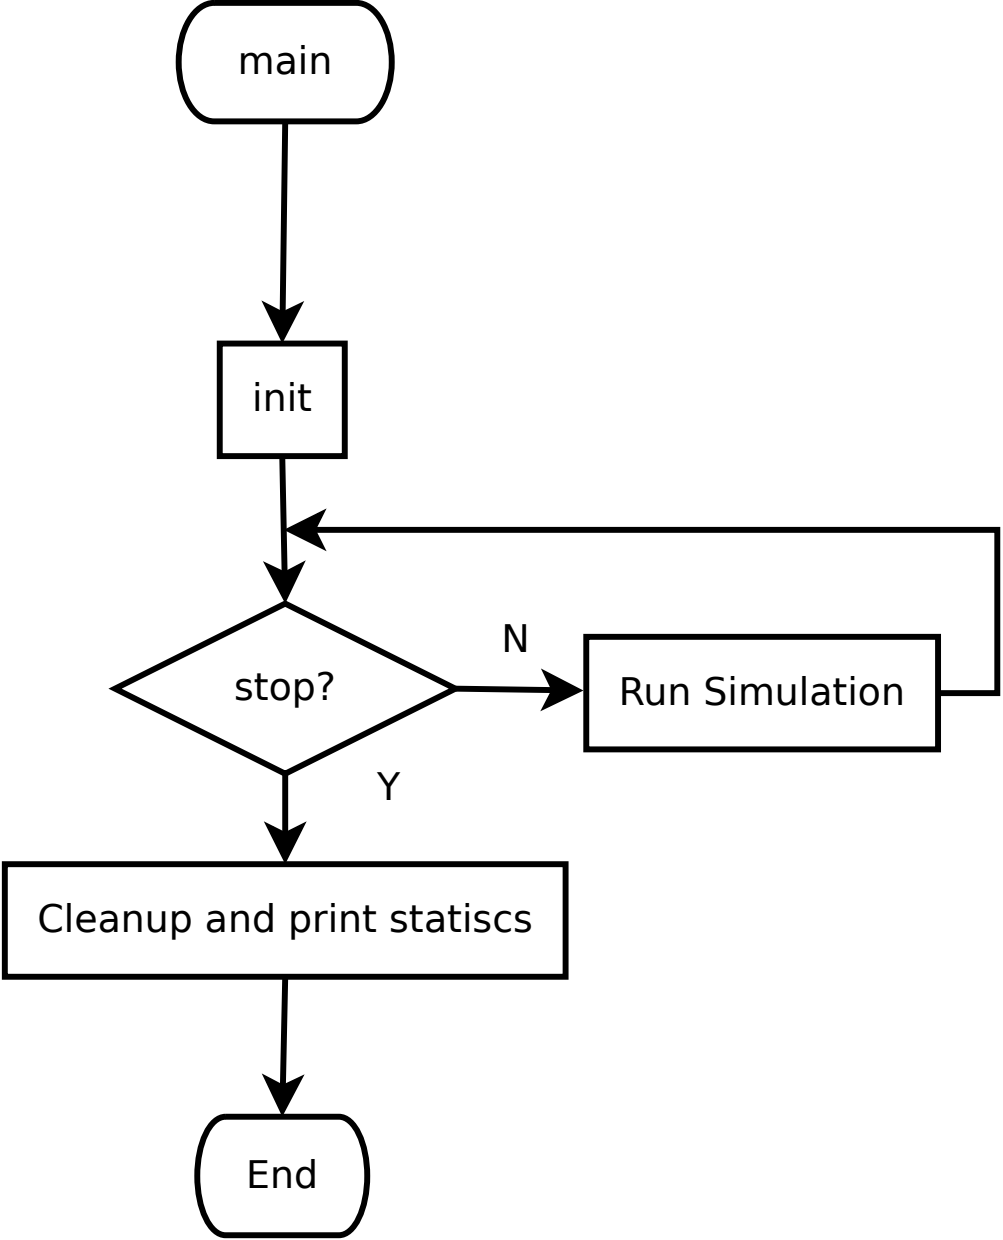 main
init
stop?
N
Run Simulation
Y
Cleanup and print statiscs
End